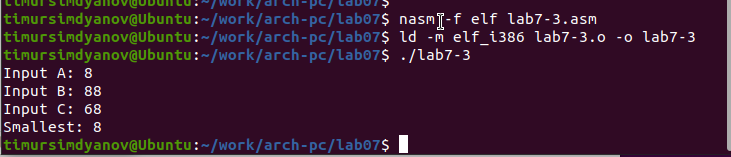 timursimdyanov@Ubuntu:~/work/arch-pc/lab07$
timursimdyanov@Ubuntu:~/work/arch-pc/lab07$ nasm -f elf lab7-3.asm
timursimdyanov@Ubuntu:~/work/arch-pc/lab07$ ld -m elf_i386 lab7-3.o -o lab7-3
timursimdyanov@Ubuntu:~/work/arch-pc/lab07$ ./lab7-3
Input A: 8
Input B: 88
Input C: 68
Smallest: 8
timursimdyanov@Ubuntu:~/work/arch-pc/lab07$